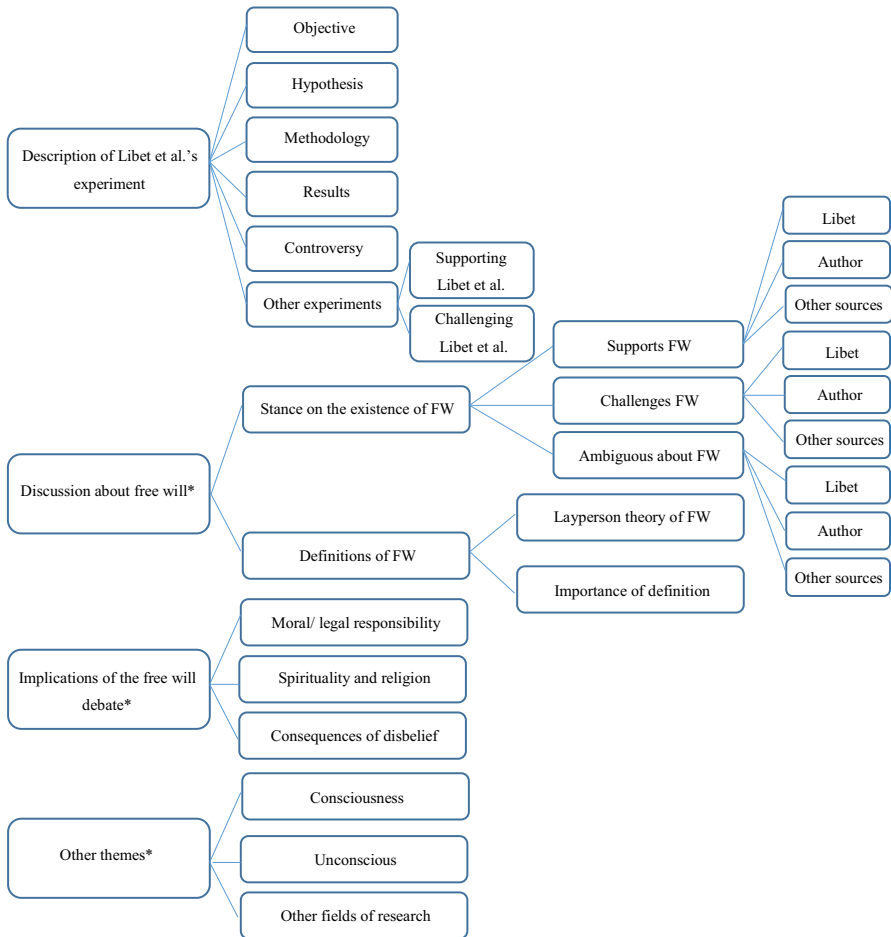 Objective
Hypothesis
Methodology
Description of Libet et al.'s
experiment
Results
Controversy
Other experiments
Supporting
Libet et al.
Challenging
Libet et al.
Libet
Author
Other sources
Supports FW
Libet
Author
Other sources
Challenges FW
Stance on the existence of FW
Ambiguous about FW
Libet
Author
Other sources
Discussion about free will*
Layperson theory of FW
Definitions of FW
Importance of definition
Moral/ legal responsibility
Implications of the free will
debate*
Spirituality and religion
Consequences of disbelief
Consciousness
Other themes*
Unconscious
Other fields of research